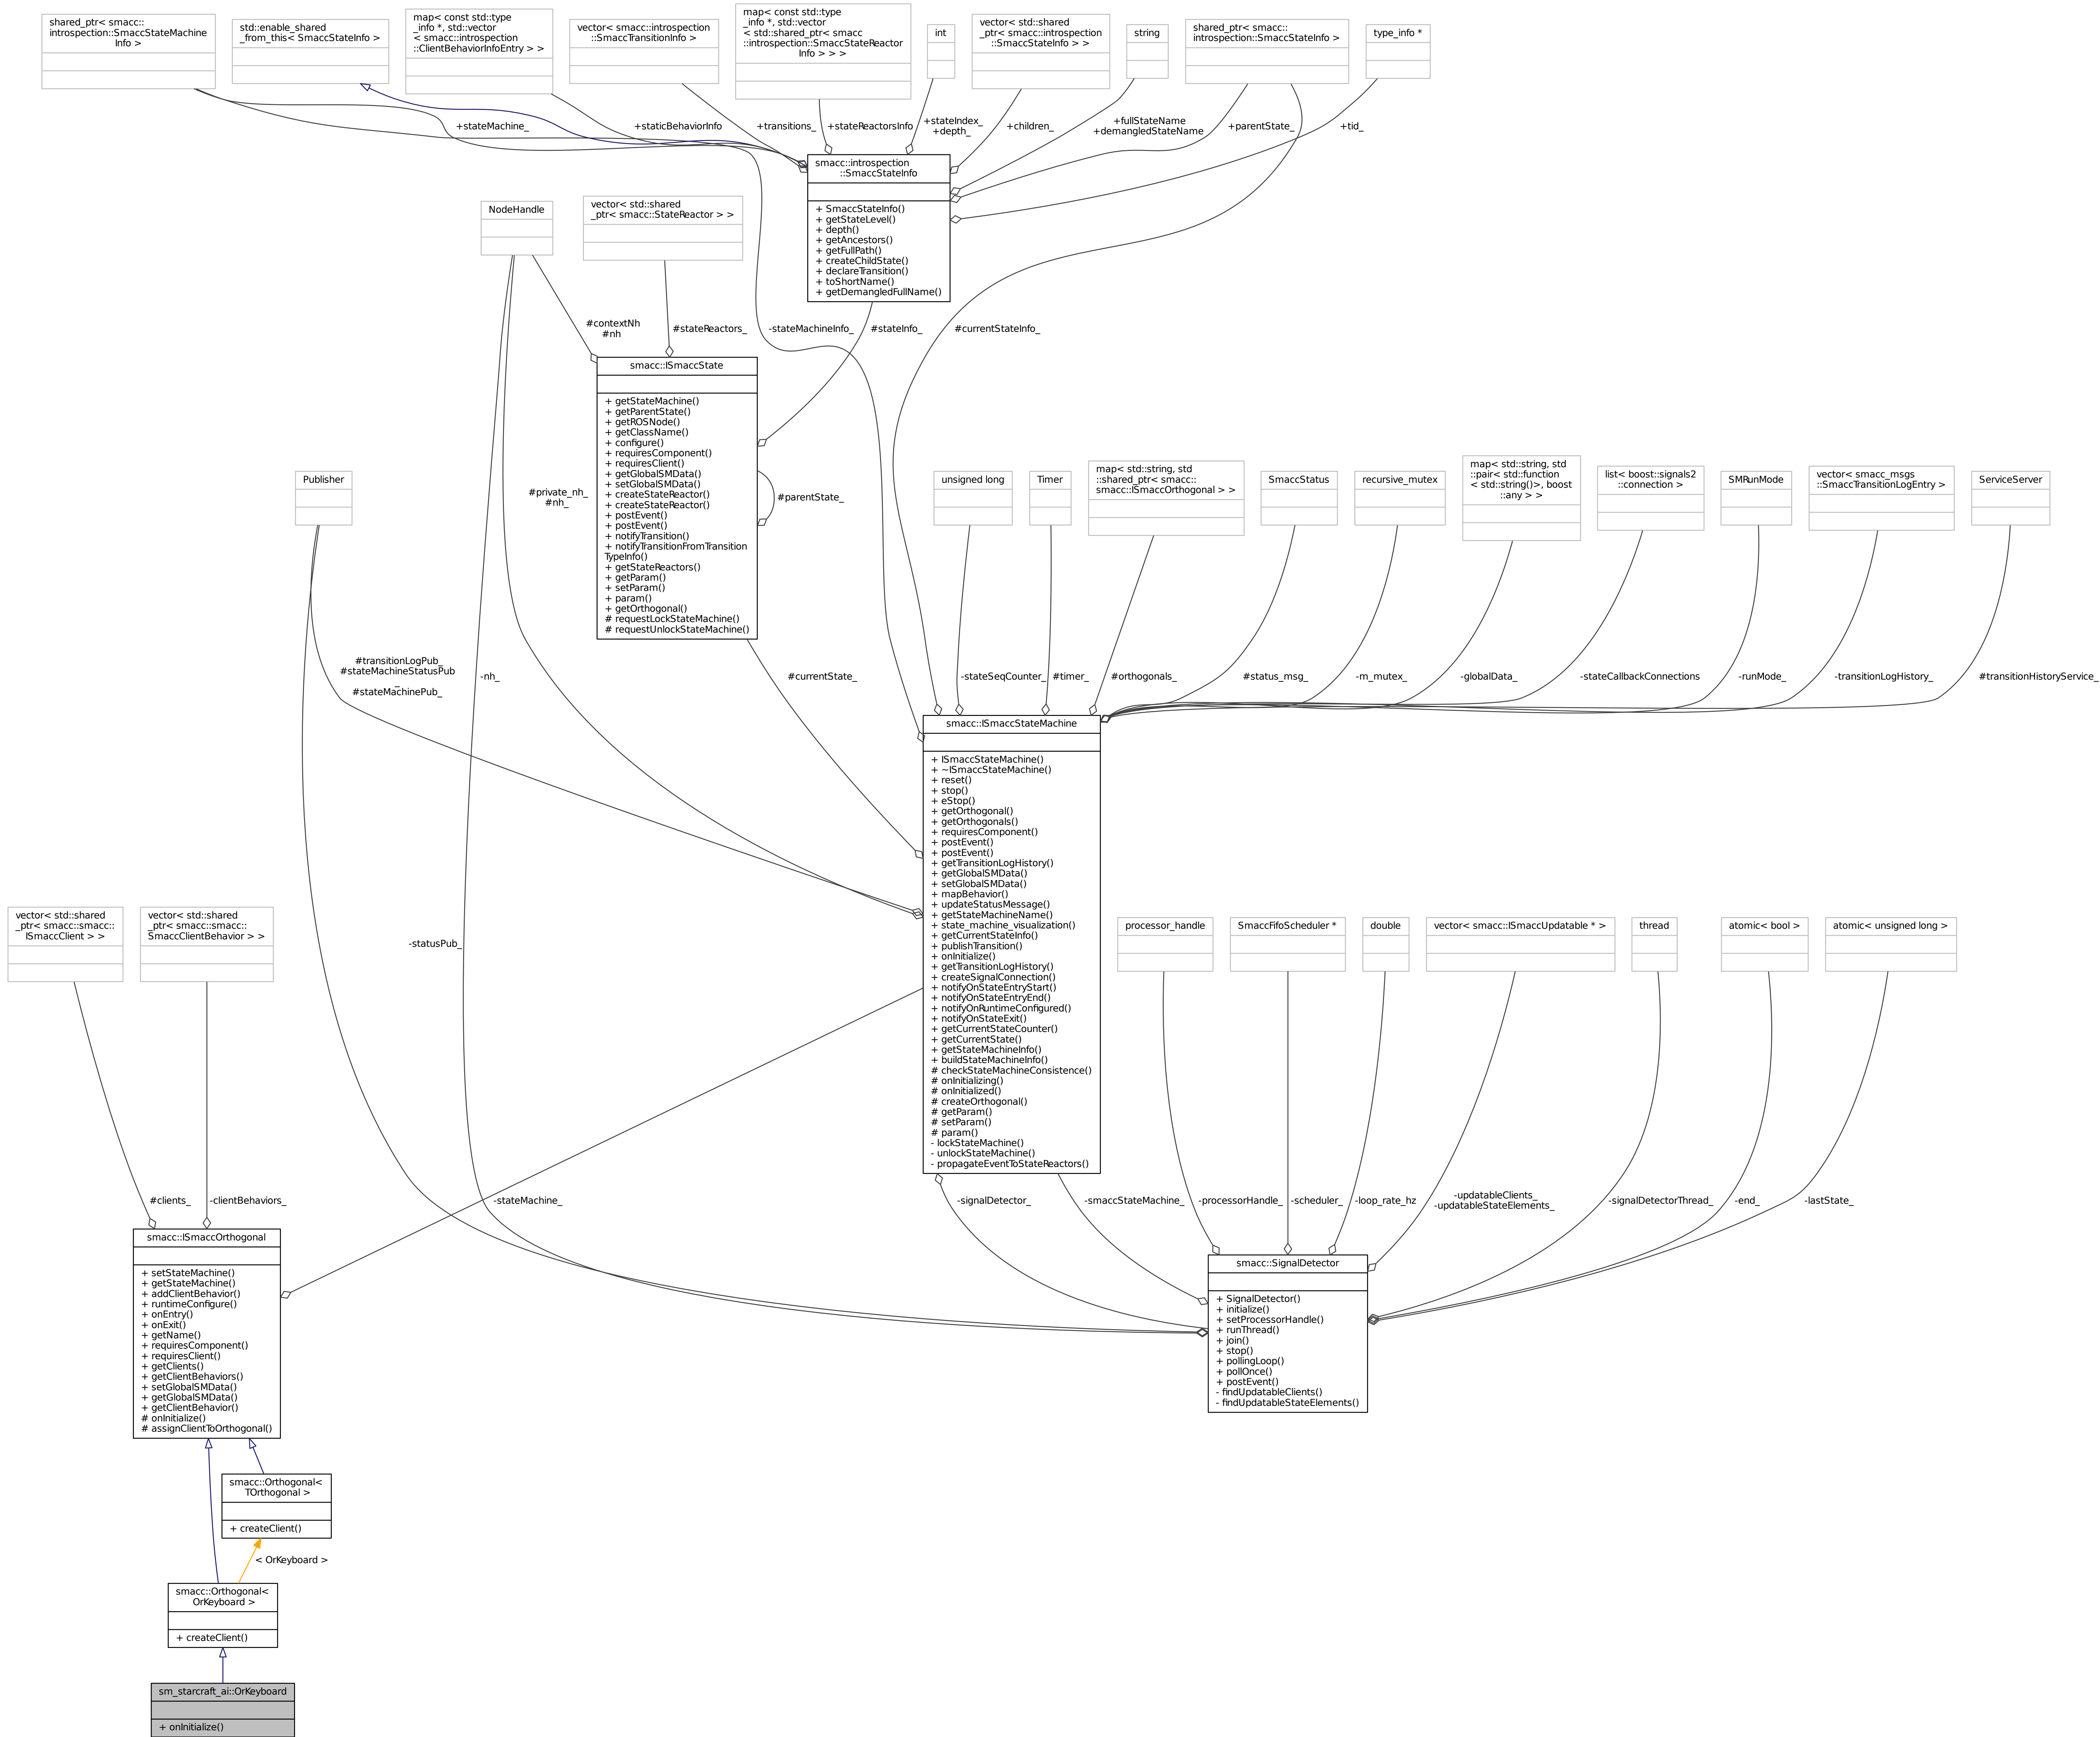 shared_ptr< smacc::
introspection::SmaccStateMachine
Info >
std::enable_shared
_from_this< SmaccStateInfo >
map< const std::type
_info *, std::vector
< smacc::introspection
::ClientBehaviorInfoEntry > >
vector< smacc::introspection
::SmaccTransitionInfo >
map< const std::type
_info *, std::vector
< std::shared_ptr< smacc
::introspection::SmaccStateReactor
Info > > >
int
vector< std::shared
_ptr< smacc::introspection
::SmaccStateInfo > >
string
shared_ptr< smacc::
introspection::SmaccStateInfo >
type_info *
+stateMachine_
+staticBehaviorInfo
+transitions_
+stateReactorsInfo
+stateIndex_
+depth_
+children_
+fullStateName
+demangledStateName
+parentState_
+tid_
smacc::introspection
::SmaccStateInfo
+ SmaccStateInfo()
+ getStateLevel()
+ depth()
+ getAncestors()
+ getFullPath()
+ createChildState()
+ declareTransition()
+ toShortName()
+ getDemangledFullName()
NodeHandle
vector< std::shared
_ptr< smacc::StateReactor > >
#contextNh
#nh
#stateReactors_
-stateMachineInfo_
#stateInfo_
#currentStateInfo_
smacc::ISmaccState
+ getStateMachine()
+ getParentState()
+ getROSNode()
+ getClassName()
+ configure()
+ requiresComponent()
+ requiresClient()
+ getGlobalSMData()
+ setGlobalSMData()
+ createStateReactor()
+ createStateReactor()
+ postEvent()
+ postEvent()
+ notifyTransition()
+ notifyTransitionFromTransition
TypeInfo()
+ getStateReactors()
+ getParam()
+ setParam()
+ param()
+ getOrthogonal()
# requestLockStateMachine()
# requestUnlockStateMachine()
#parentState_
Publisher
#private_nh_
#nh_
unsigned long
Timer
map< std::string, std
::shared_ptr< smacc::
smacc::ISmaccOrthogonal > >
SmaccStatus
recursive_mutex
map< std::string, std
::pair< std::function
< std::string()>, boost
::any > >
list< boost::signals2
::connection >
SMRunMode
vector< smacc_msgs
::SmaccTransitionLogEntry >
ServiceServer
#transitionLogPub_
#stateMachineStatusPub
_
#stateMachinePub_
-nh_
#currentState_
-stateSeqCounter_
#timer_
#orthogonals_
#status_msg_
-m_mutex_
-globalData_
-stateCallbackConnections
-runMode_
-transitionLogHistory_
#transitionHistoryService_
smacc::ISmaccStateMachine
+ ISmaccStateMachine()
+ ~ISmaccStateMachine()
+ reset()
+ stop()
+ eStop()
+ getOrthogonal()
+ getOrthogonals()
+ requiresComponent()
+ postEvent()
+ postEvent()
+ getTransitionLogHistory()
+ getGlobalSMData()
+ setGlobalSMData()
+ mapBehavior()
+ updateStatusMessage()
+ getStateMachineName()
+ state_machine_visualization()
+ getCurrentStateInfo()
+ publishTransition()
+ onInitialize()
+ getTransitionLogHistory()
+ createSignalConnection()
+ notifyOnStateEntryStart()
+ notifyOnStateEntryEnd()
+ notifyOnRuntimeConfigured()
+ notifyOnStateExit()
+ getCurrentStateCounter()
+ getCurrentState()
+ getStateMachineInfo()
+ buildStateMachineInfo()
# checkStateMachineConsistence()
# onInitializing()
# onInitialized()
# createOrthogonal()
# getParam()
# setParam()
# param()
- lockStateMachine()
- unlockStateMachine()
- propagateEventToStateReactors()
vector< std::shared
_ptr< smacc::smacc::
ISmaccClient > >
vector< std::shared
_ptr< smacc::smacc::
SmaccClientBehavior > >
-statusPub_
processor_handle
SmaccFifoScheduler *
double
vector< smacc::ISmaccUpdatable * >
thread
atomic< bool >
atomic< unsigned long >
#clients_
-clientBehaviors_
-stateMachine_
-signalDetector_
-smaccStateMachine_
-processorHandle_
-scheduler_
-loop_rate_hz
-updatableClients_
-updatableStateElements_
-signalDetectorThread_
-end_
-lastState_
smacc::ISmaccOrthogonal
+ setStateMachine()
+ getStateMachine()
+ addClientBehavior()
+ runtimeConfigure()
+ onEntry()
+ onExit()
+ getName()
+ requiresComponent()
+ requiresClient()
+ getClients()
+ getClientBehaviors()
+ setGlobalSMData()
+ getGlobalSMData()
+ getClientBehavior()
# onInitialize()
# assignClientToOrthogonal()
smacc::SignalDetector
+ SignalDetector()
+ initialize()
+ setProcessorHandle()
+ runThread()
+ join()
+ stop()
+ pollingLoop()
+ pollOnce()
+ postEvent()
- findUpdatableClients()
- findUpdatableStateElements()
smacc::Orthogonal<
TOrthogonal >
+ createClient()
< OrKeyboard >
smacc::Orthogonal<
OrKeyboard >
+ createClient()
sm_starcraft_ai::OrKeyboard
+ onInitialize()